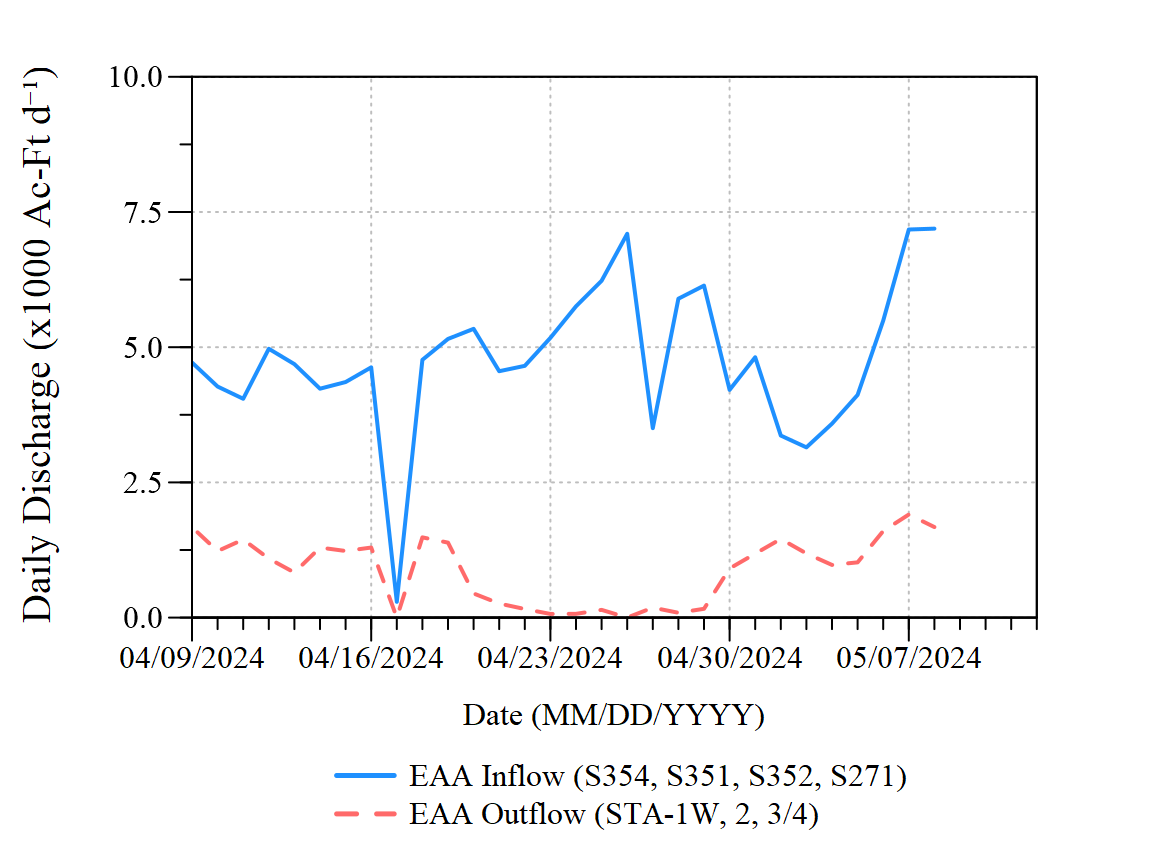 Daily Discharge (x1000 Ac-Ft d⁻¹)
10.0
7.5
5.0
2.5
0.0
04/09/2024 04/16/2024 04/23/2024 04/30/2024 05/07/2024
Date (MM/DD/YYYY)
EAA Inflow (S354, S351, S352, S271)
EAA Outflow (STA-1W, 2, 3/4)